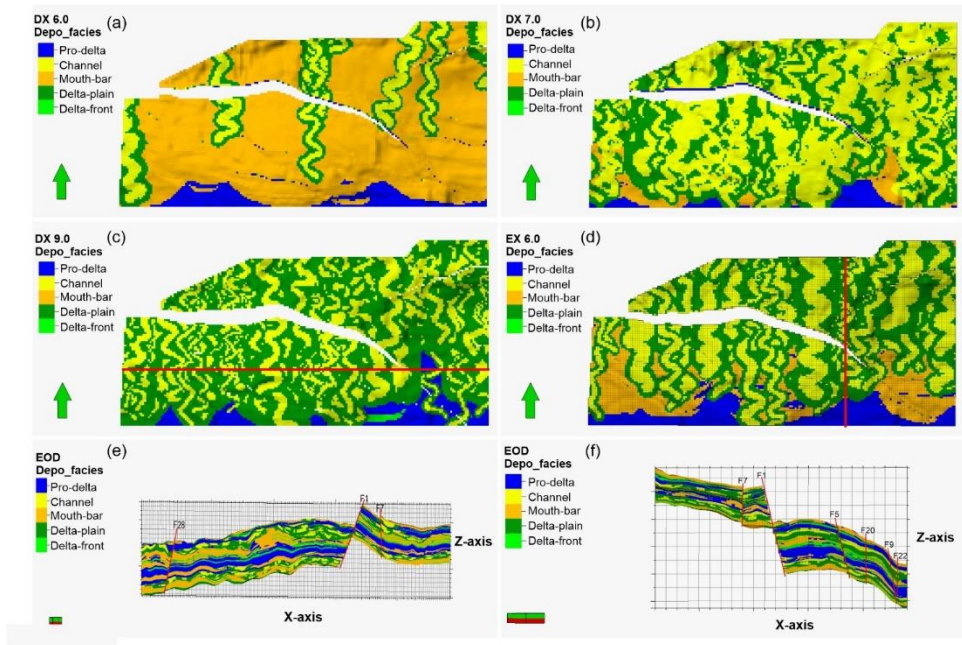 DX 6.0 (a)
Depo_facies
Pro-delta
Channel
Mouth-bar
Delta-plain
Delta-front
DX 7.0 (b)
Depo_facies
Pro-delta
Channel
Mouth-bar
Delta-plain
Delta-front
DX 9.0 (c)
Depo_facies
Pro-delta
Channel
Mouth-bar
Delta-plain
Delta-front
EX 6.0 (d)
Depo_facies
Pro-delta
Channel
Mouth-bar
Delta-plain
Delta-front
EOD (e)
Depo_facies
Pro-delta
Channel
Mouth-bar
Delta-plain
Delta-front
F28
F1
F7
Z-axis
X-axis
EOD (f)
Depo_facies
Pro-delta
Channel
Mouth-bar
Delta-plain
Delta-front
F7
F1
F5
F20
F9
F22
Z-axis
X-axis